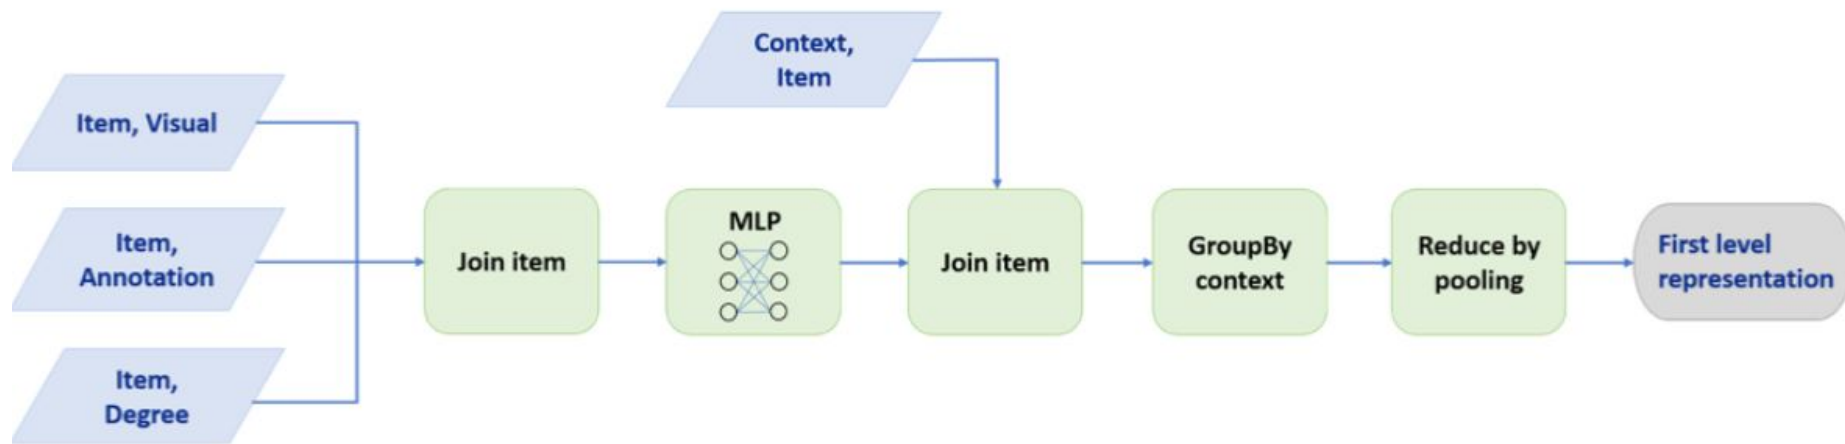 Context,
Item
Item, Visual
Item,
Annotation
Item,
Degree
Join item
MLP
Join item
GroupBy
context
Reduce by
pooling
First level
representation